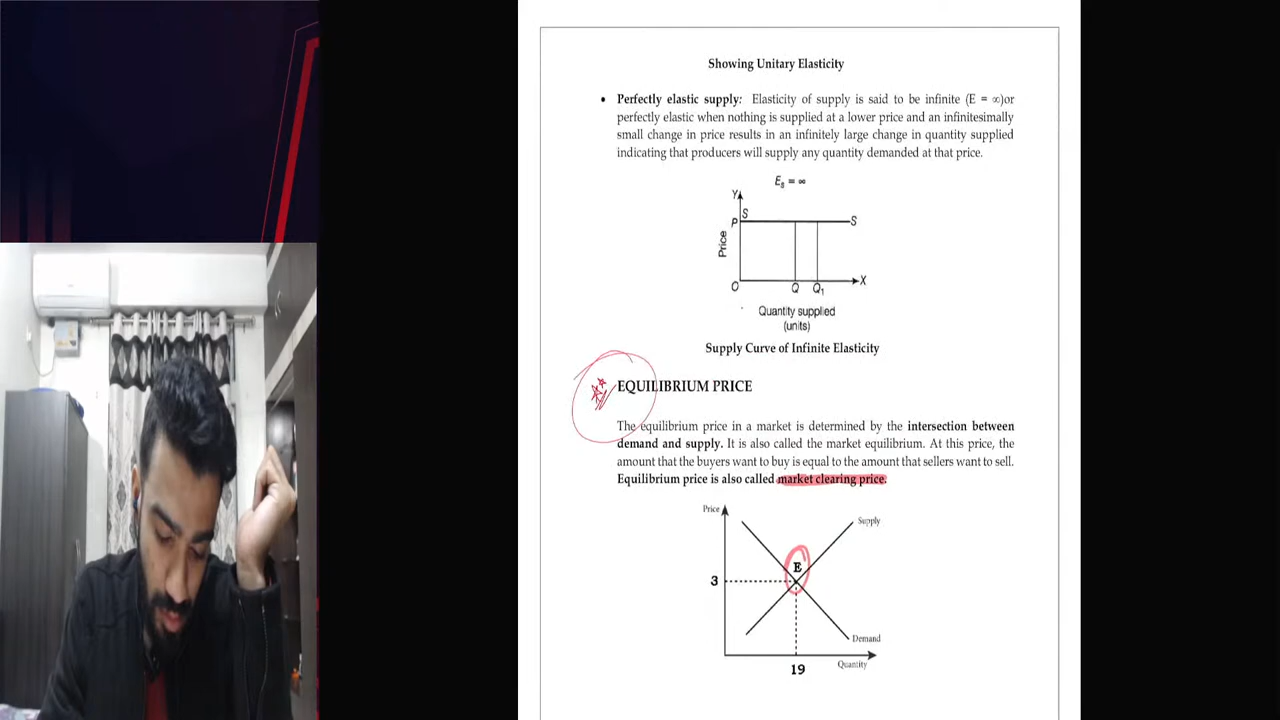 Showing Unitary Elasticity
• Perfectly elastic supply: Elasticity of supply is said to be infinite (E = ∞)or
perfectly elastic when nothing is supplied at a lower price and an infinitesimally
small change in price results in an infinitely large change in quantity supplied
indicating that producers will supply any quantity demanded at that price.
Es = ∞
Y
S
P
S
Price
O
Q
Q1
X
Quantity supplied
(units)
Supply Curve of Infinite Elasticity
EQUILIBRIUM PRICE
The equilibrium price in a market is determined by the intersection between
demand and supply. It is also called the market equilibrium. At this price, the
amount that the buyers want to buy is equal to the amount that sellers want to sell.
Equilibrium price is also called market clearing price.
Price
Supply
E
3
Demand
19
Quantity